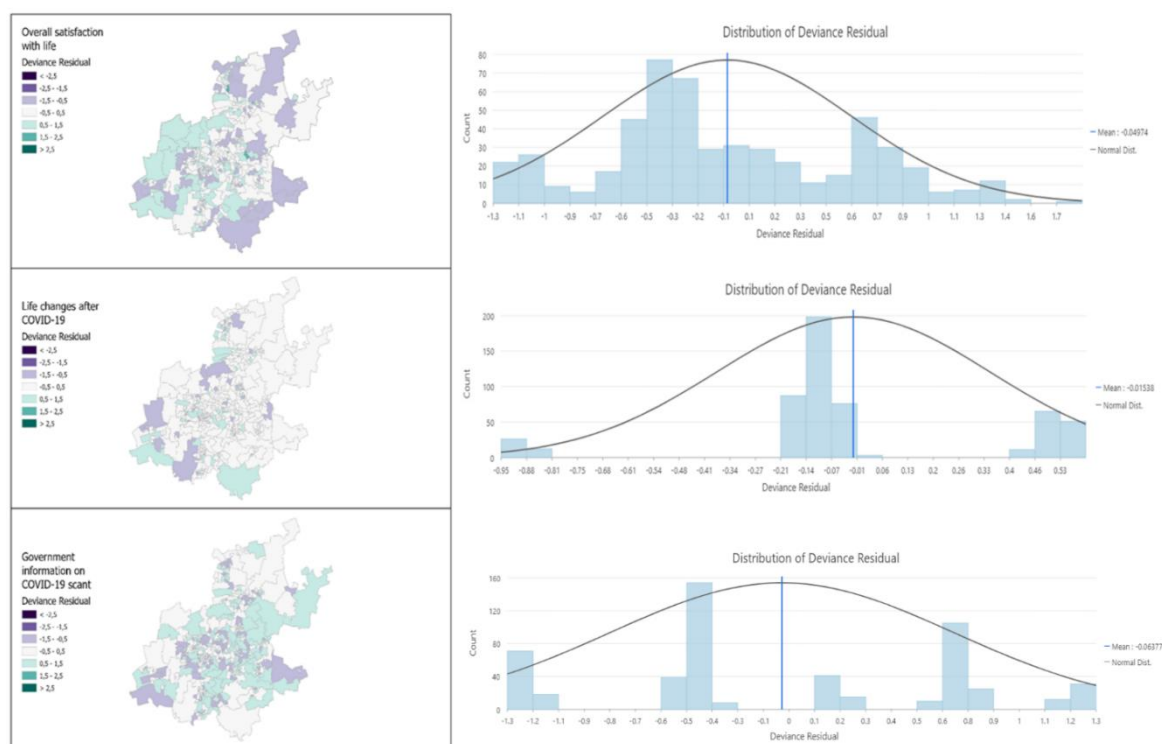 Overall satisfaction
with life
Deviance Residual
< -2,5
-2,5 - -1,5
-1,5 - -0,5
-0,5 - 0,5
0,5 - 1,5
1,5 - 2,5
> 2,5
Distribution of Deviance Residual
80
70
60
50
40
30
20
10
0
Count
-1.3 -1.1 -1 -0.9 -0.7 -0.6 -0.5 -0.3 -0.2 -0.1 0.1 0.2 0.3 0.5 0.6 0.7 0.9 1 1.1 1.3 1.4 1.6 1.7
Deviance Residual
Mean : -0.04974
Normal Dist.
Life changes after
COVID-19
Deviance Residual
< -2,5
-2,5 - -1,5
-1,5 - -0,5
-0,5 - 0,5
0,5 - 1,5
1,5 - 2,5
> 2,5
Distribution of Deviance Residual
200
150
100
50
0
Count
-0.95 -0.88 -0.81 -0.74 -0.68 -0.61 -0.54 -0.48 -0.41 -0.34 -0.27 -0.21 -0.14 -0.07 -0.01 0.06 0.13 0.2 0.26 0.33 0.4 0.46 0.53
Deviance Residual
Mean : -0.01538
Normal Dist.
Government
information on
COVID-19 scant
Deviance Residual
< -2,5
-2,5 - -1,5
-1,5 - -0,5
-0,5 - 0,5
0,5 - 1,5
1,5 - 2,5
> 2,5
Distribution of Deviance Residual
160
120
80
40
0
Count
-1.3 -1.2 -1.1 -1 -0.9 -0.8 -0.6 -0.5 -0.4 -0.3 -0.2 -0.1 0 0.1 0.2 0.3 0.5 0.6 0.7 0.8 0.9 1 1.1 1.2 1.3
Deviance Residual
Mean : -0.06377
Normal Dist.